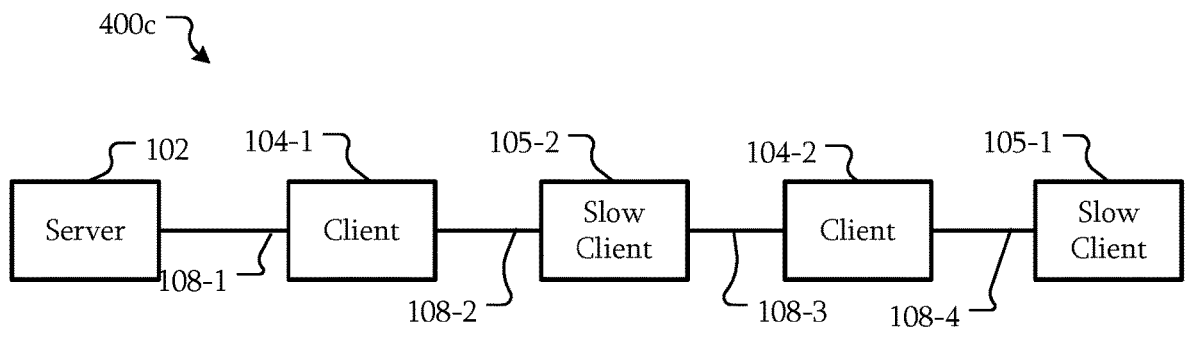 400c
102
104-1
105-2
104-2
105-1
Server
Client
Slow
Client
Client
Slow
Client
108-1
108-2
108-3
108-4